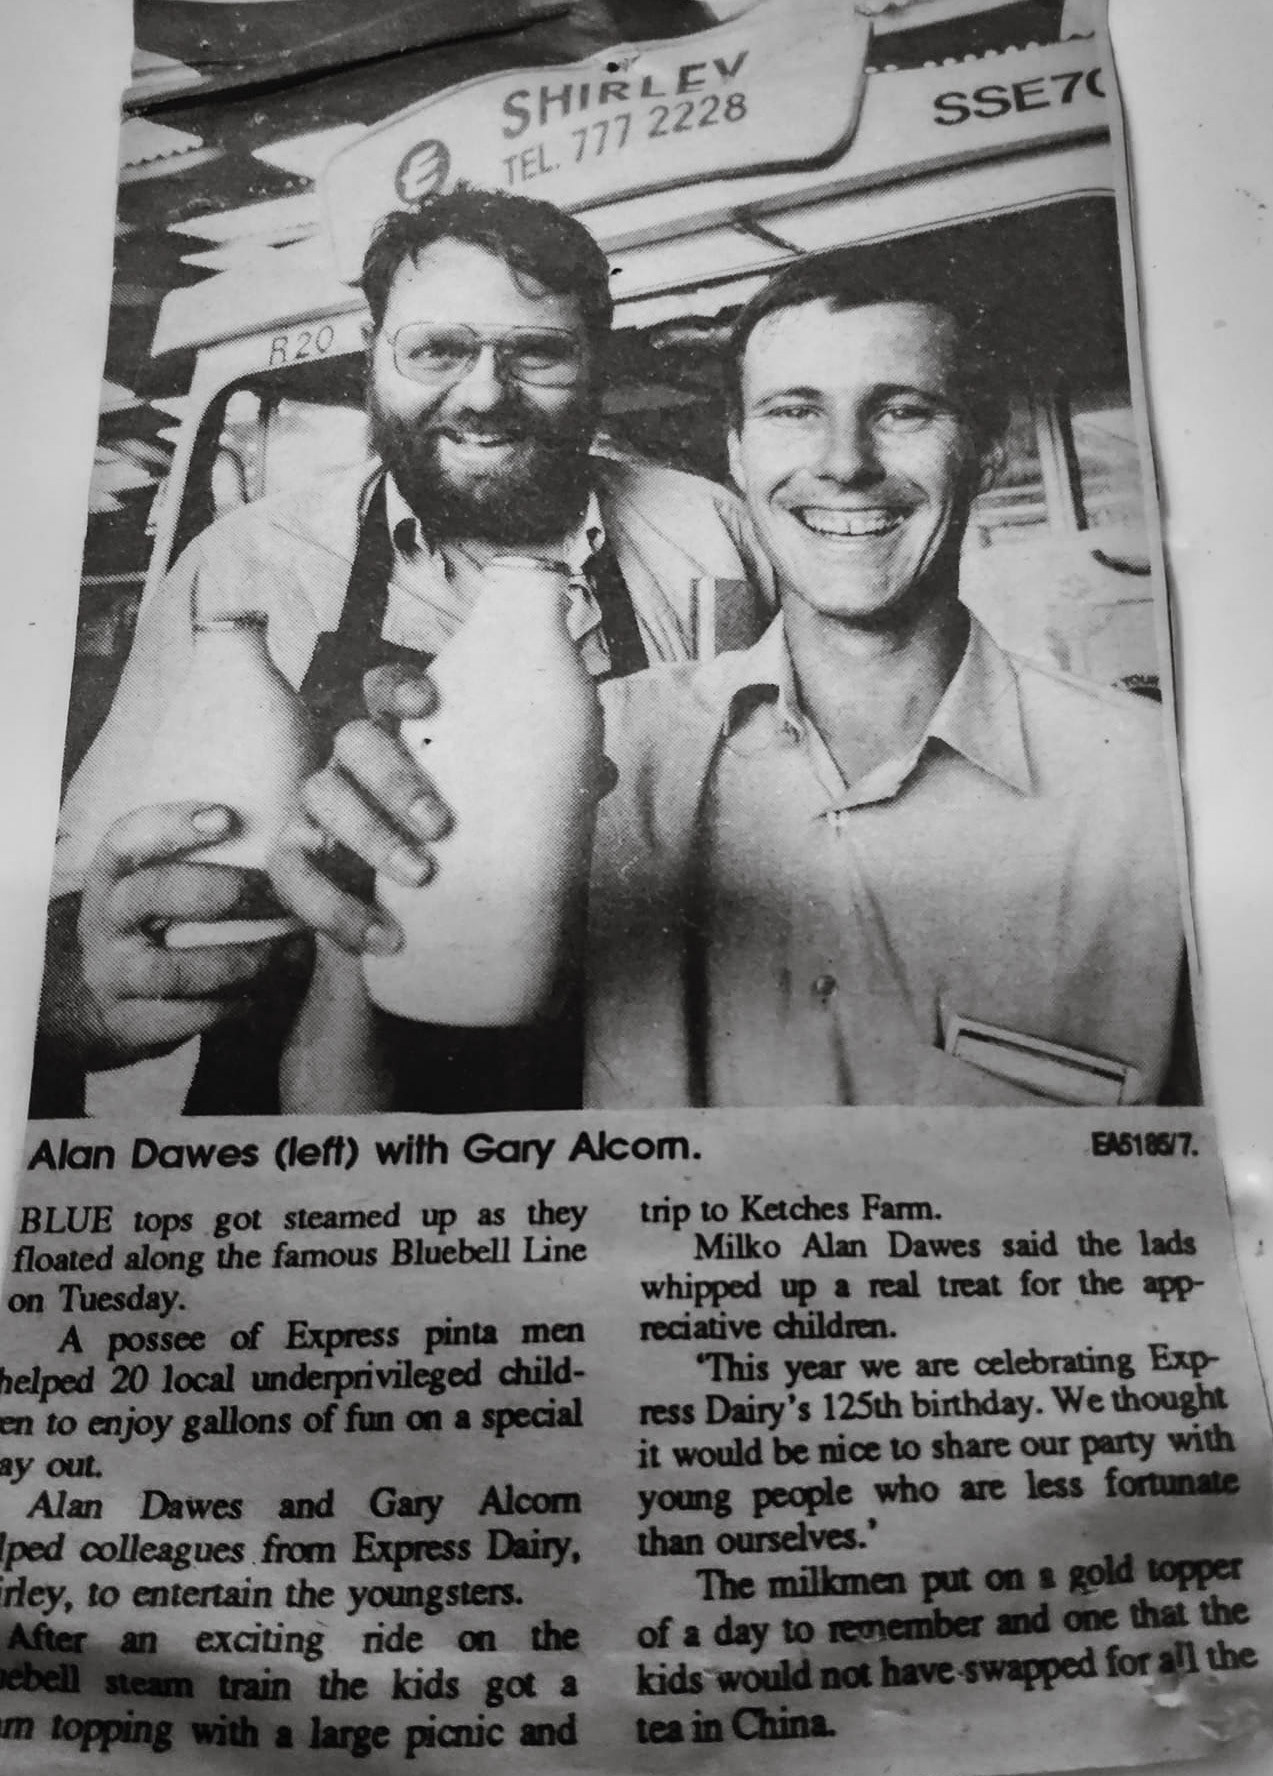 SHIRLEY
TEL. 777 2228
SSE70
E
R20
YOUR
Alan Dawes (left) with Gary Alcorn.
EA5185/7.
BLUE tops got steamed up as they
floated along the famous Bluebell Line
on Tuesday.
A possee of Express pinta men
helped 20 local underprivileged child-
en to enjoy gallons of fun on a special
ay out.
Alan Dawes and Gary Alcorn
lped colleagues from Express Dairy,
irley, to entertain the youngsters.
After an exciting ride on the
uebell steam train the kids got a
am topping with a large picnic and
trip to Ketches Farm.
Milko Alan Dawes said the lads
whipped up a real treat for the app-
reciative children.
'This year we are celebrating Exp-
ress Dairy's 125th birthday. We thought
it would be nice to share our party with
young people who are less fortunate
than ourselves.'
The milkmen put on a gold topper
of a day to remember and one that the
kids would not have swapped for all the
tea in China.